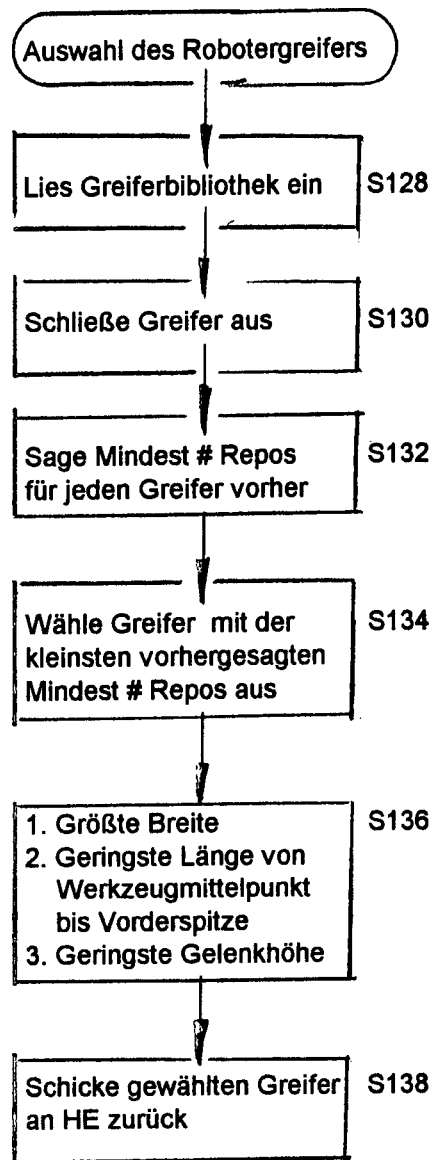 Auswahl des Robotergreifers
Lies Greiferbibliothek ein
S128
Schließe Greifer aus
S130
Sage Mindest # Repos
S132
für jeden Greifer vorher
Wähle Greifer mit der
S134
kleinsten vorhergesagten
Mindest # Repos aus
1. Größte Breite
S136
2. Geringste Länge von
Werkzeugmittelpunkt
bis Vorderspitze
3. Geringste Gelenkhöhe
Schicke gewählten Greifer
S138
an HE zurück